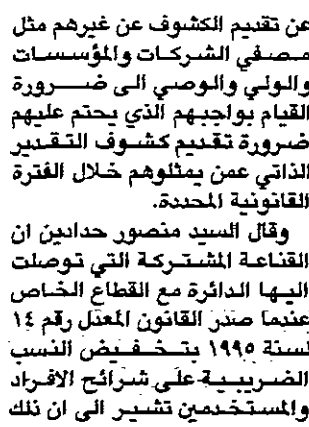 عن تقديم الكشوف عن غيرهم مثل
مصفي الشركات والمؤسسات
والولي والوصي الى ضرورة
القيام بواجبهم الذي يحتم عليهم
ضرورة تقديم كشوف التقدير
الذاتي عمن يمثلوهم خلال الفترة
القانونية المحددة.
وقال السيد منصور حدادين ان
القناعة المشتركة التي توصلت
اليها الدائرة مع القطاع الخاص
عندما صدر القانون المعدل رقم ١٤
لسنة ١٩٩٥ بتخفيض النسب
الضريبية على شرائح الافراد
والمستخدمين تشير الى ان ذلك